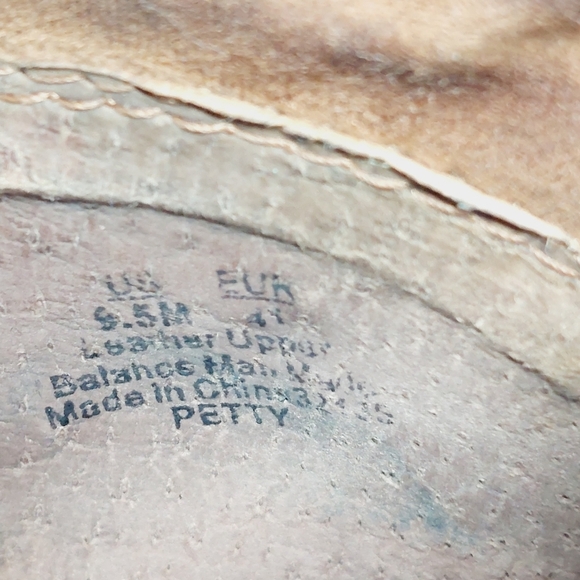 US EUR
9.5M 41
Leather Upper
Balance Man Made
Made in China
PETTY